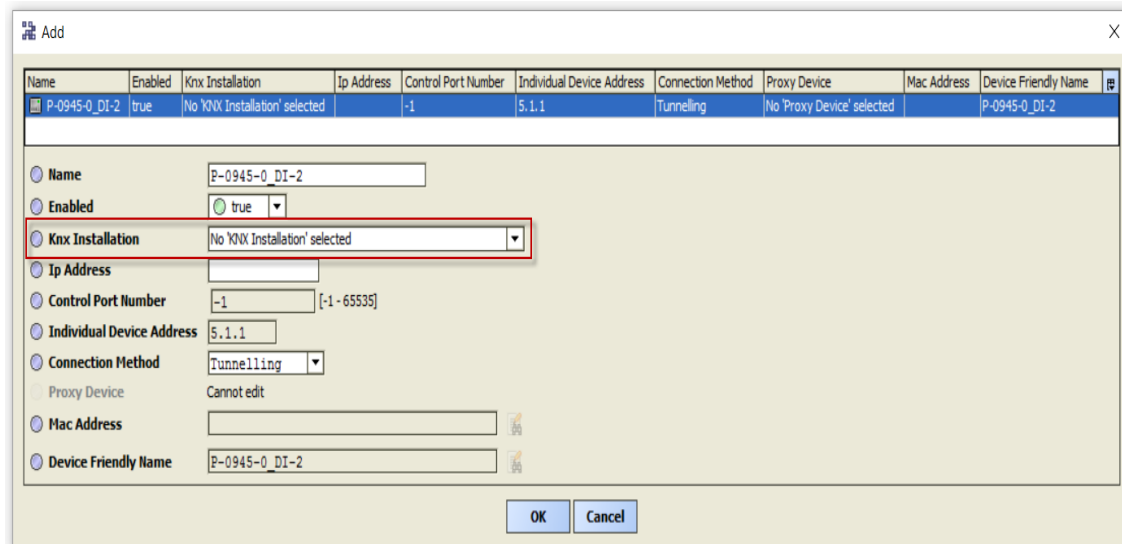 Add
X
Name Enabled Knx Installation Ip Address Control Port Number Individual Device Address Connection Method Proxy Device Mac Address Device Friendly Name
P-0945-0_DI-2 true No 'KNX Installation' selected -1 5.1.1 Tunnelling No 'Proxy Device' selected P-0945-0_DI-2
Name P-0945-0_DI-2
Enabled true
Knx Installation No 'KNX Installation' selected
Ip Address
Control Port Number -1 [-1 - 65535]
Individual Device Address 5.1.1
Connection Method Tunnelling
Proxy Device Cannot edit
Mac Address
Device Friendly Name P-0945-0_DI-2
OK Cancel